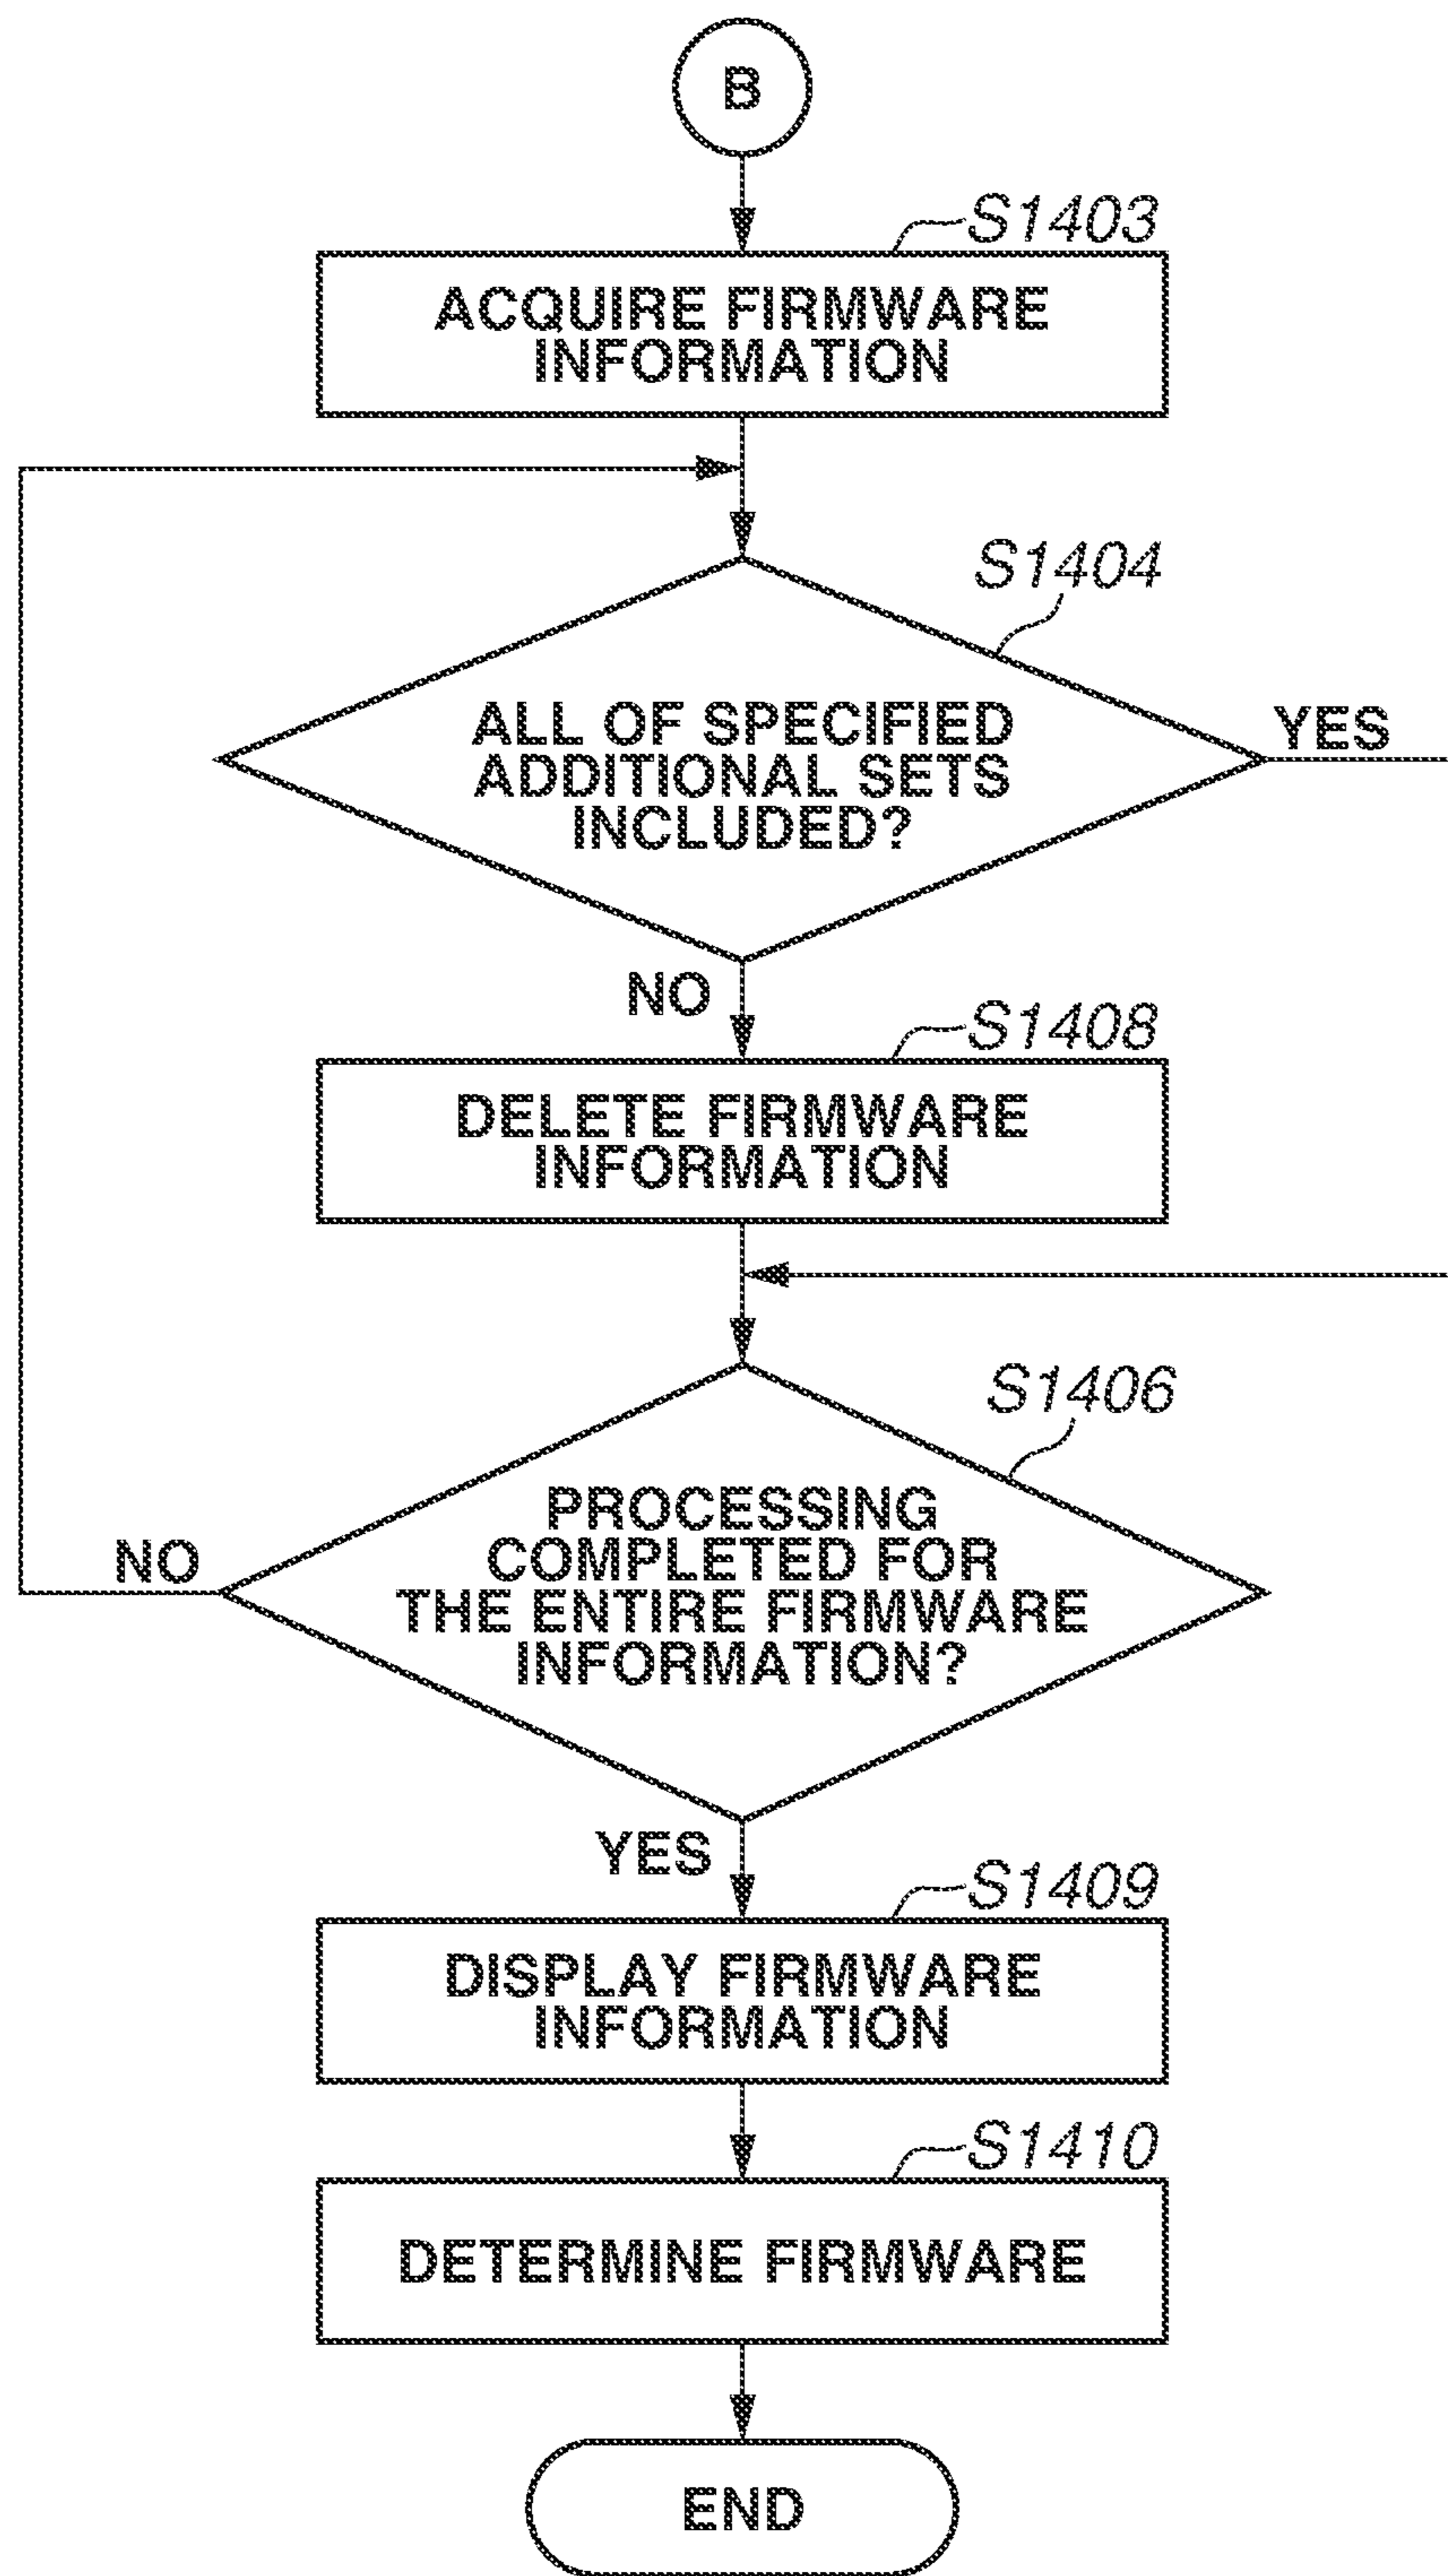 B
S1403
ACQUIRE FIRMWARE
INFORMATION
S1404
ALL OF SPECIFIED
ADDITIONAL SETS
INCLUDED?
YES
NO
S1408
DELETE FIRMWARE
INFORMATION
S1406
PROCESSING
COMPLETED FOR
THE ENTIRE FIRMWARE
INFORMATION?
NO
YES
S1409
DISPLAY FIRMWARE
INFORMATION
S1410
DETERMINE FIRMWARE
END